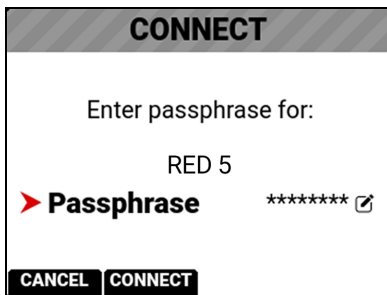 CONNECT
Enter passphrase for:
RED 5
Passphrase ********
CANCEL CONNECT